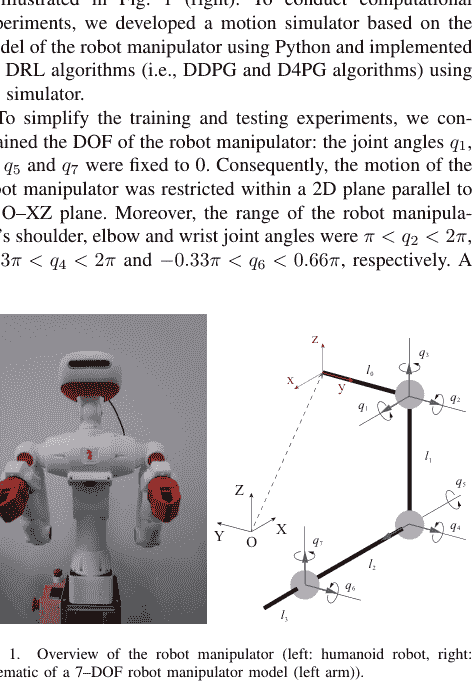 illustrated in Fig. 1 (right). To conduct computational
periments, we developed a motion simulator based on the
del of the robot manipulator using Python and implemented
DRL algorithms (i.e., DDPG and D4PG algorithms) using
simulator.
To simplify the training and testing experiments, we con-
ained the DOF of the robot manipulator: the joint angles q1,
q5 and q7 were fixed to 0. Consequently, the motion of the
bot manipulator was restricted within a 2D plane parallel to
O–XZ plane. Moreover, the range of the robot manipula-
's shoulder, elbow and wrist joint angles were π < q2 < 2π,
3π < q4 < 2π and −0.33π < q6 < 0.66π, respectively. A
Z
X
y
l0
q3
q1
q2
l1
q5
q4
Z
Y
O
X
q7
l2
q6
l3
1. Overview of the robot manipulator (left: humanoid robot, right:
ematic of a 7–DOF robot manipulator model (left arm)).